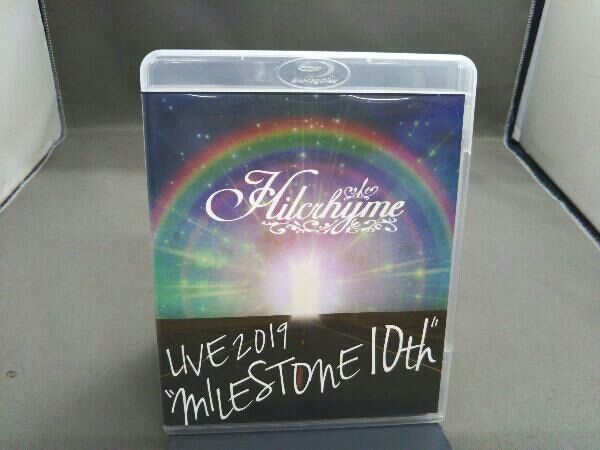 Blu-ray Disc
Hilcrhyme
LIVE 2019
"MILESTONE 10th"